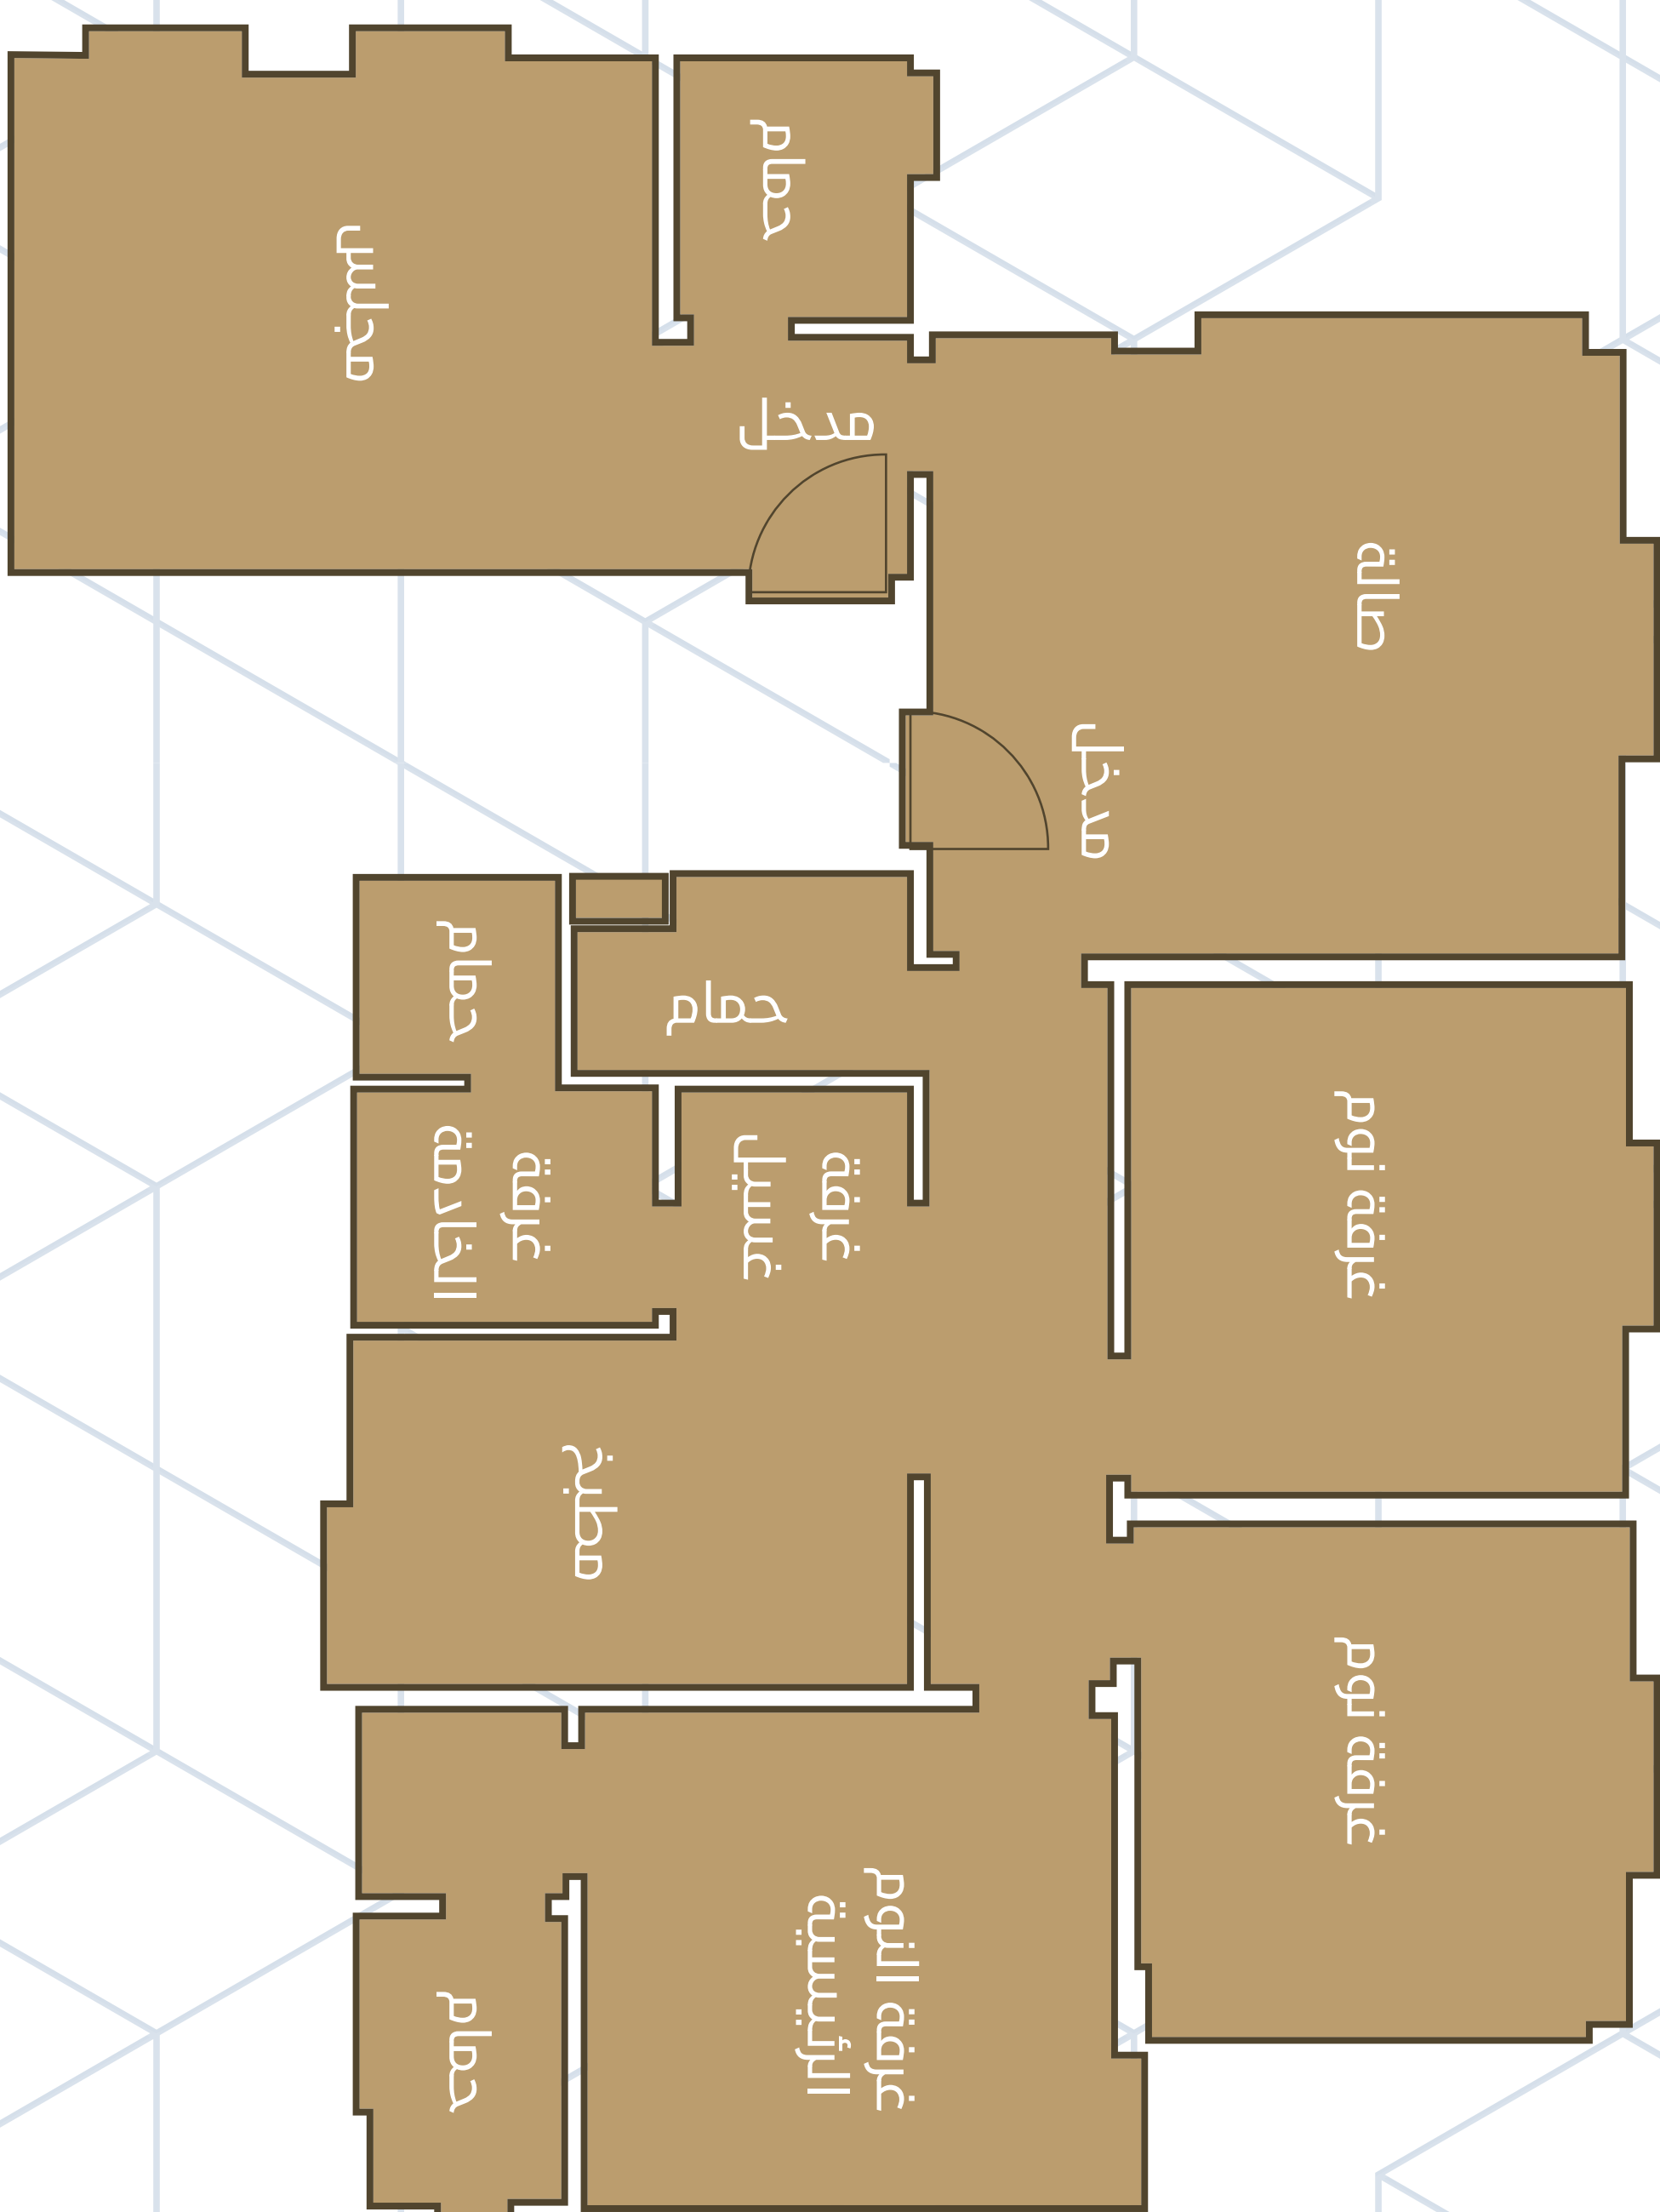 حمام
مجلس
مدخل
صالة
مدخل
حمام
حمام
غرفة نوم
غرفة
الخادمة
غرفة
غسيل
مطبخ
غرفة نوم
غرفة النوم
الرئيسية
حمام